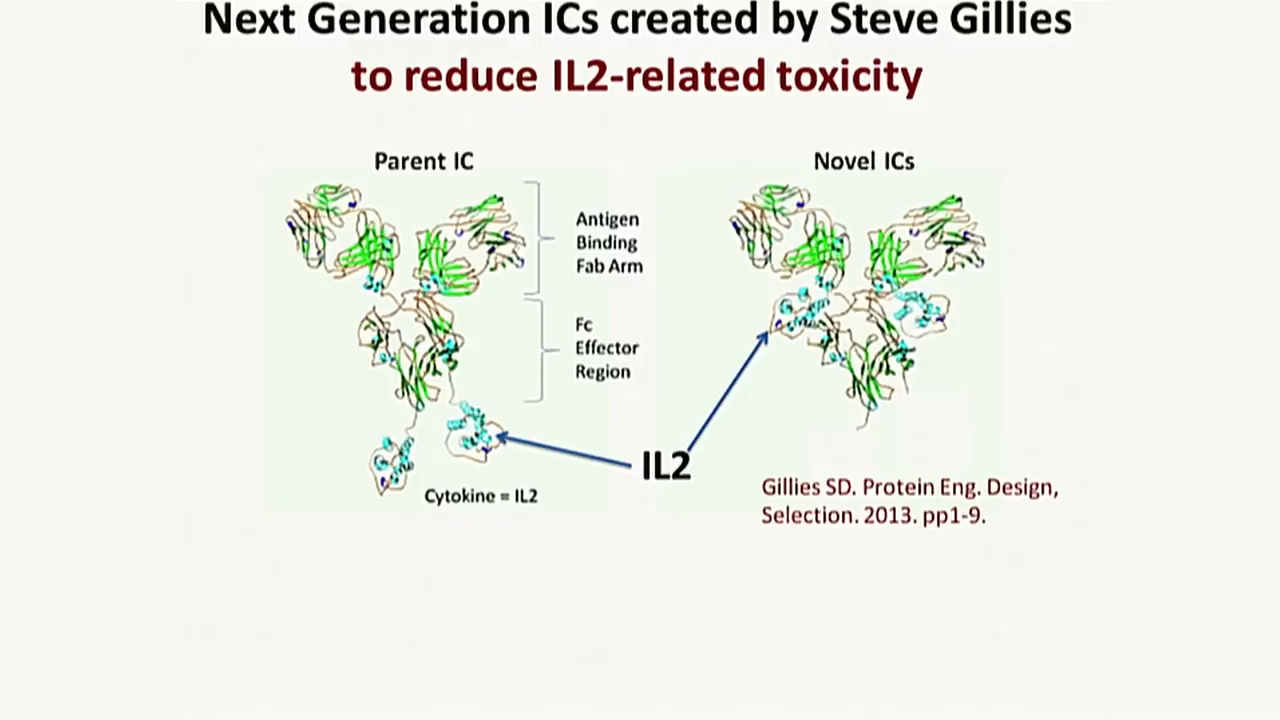 Next Generation ICs created by Steve Gillies
to reduce IL2-related toxicity
Parent IC
Novel ICs
Antigen
Binding
Fab Arm
Fc
Effector
Region
IL2
Cytokine = IL2
Gillies SD. Protein Eng. Design,
Selection. 2013. pp1-9.